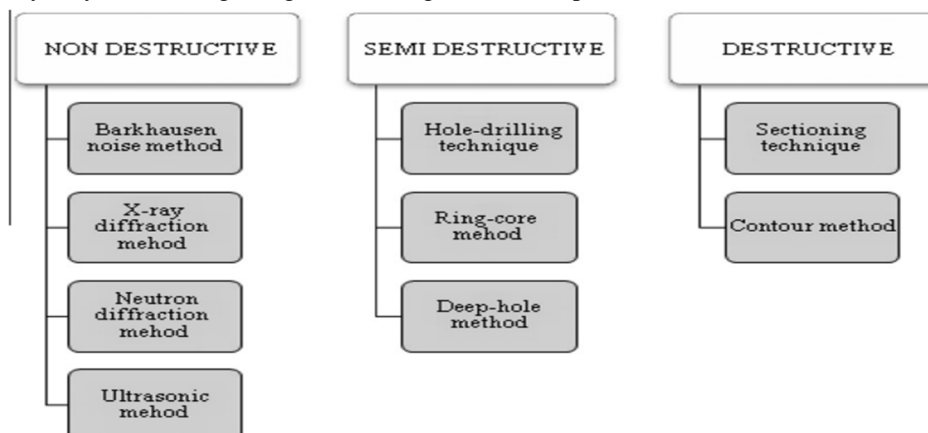 NON DESTRUCTIVE
Barkhausen
noise method
X-ray
diffraction
mehod
Neutron
diffraction
mehod
Ultrasonic
mehod
SEMI DESTRUCTIVE
Hole-drilling
technique
Ring-core
mehod
Deep-hole
method
DESTRUCTIVE
Sectioning
technique
Contour method